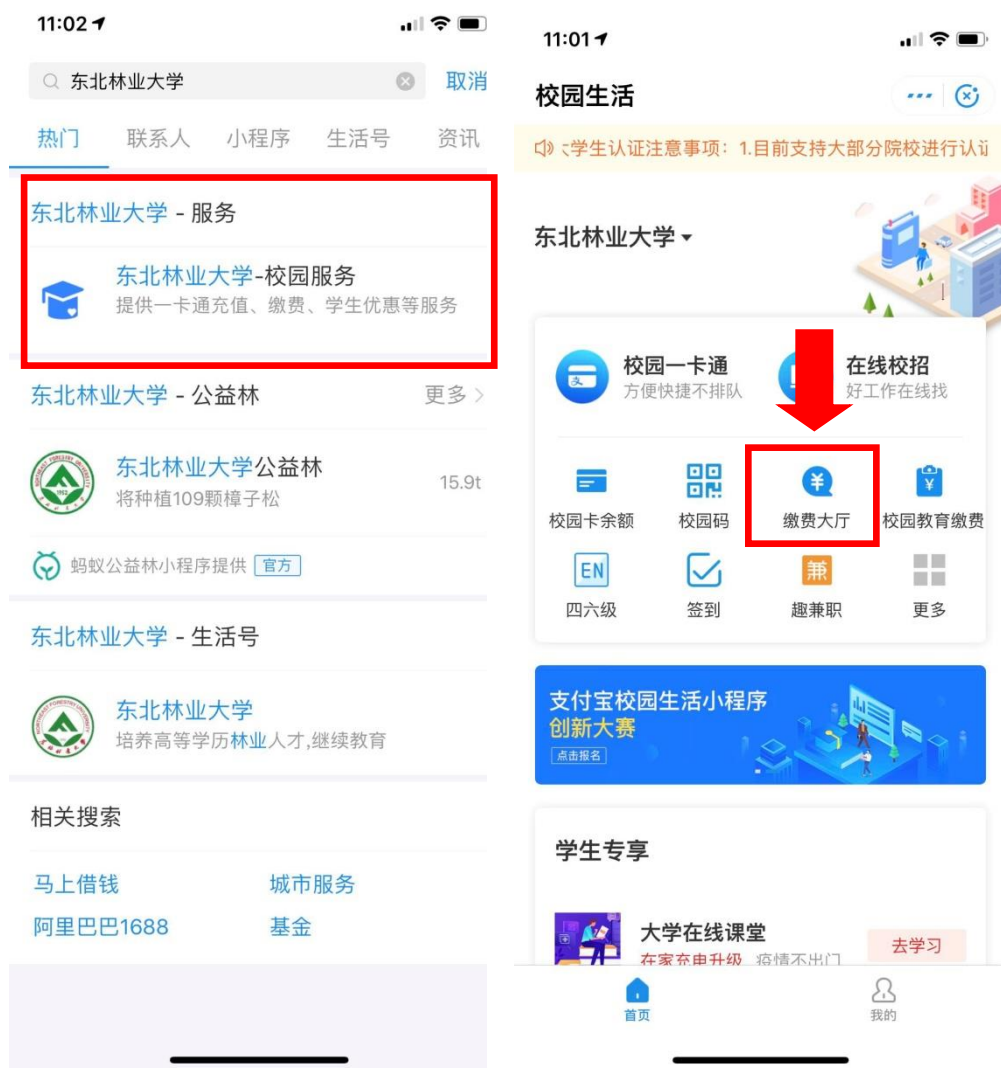 11:02
东北林业大学
取消
热门
联系人
小程序
生活号
资讯
东北林业大学 - 服务
东北林业大学-校园服务
提供一卡通充值、缴费、学生优惠等服务
东北林业大学 - 公益林
更多
东北林业大学公益林
将种植109颗樟子松
15.9t
蚂蚁公益林小程序提供 官方
东北林业大学 - 生活号
东北林业大学
培养高等学历林业人才,继续教育
相关搜索
马上借钱
城市服务
阿里巴巴1688
基金
11:01
校园生活
学生认证注意事项：1.目前支持大部分院校进行认证
东北林业大学
校园一卡通
方便快捷不排队
在线校招
好工作在线找
校园卡余额
校园码
缴费大厅
校园教育缴费
EN
四六级
签到
兼
趣兼职
更多
支付宝校园生活小程序
创新大赛
点击报名
学生专享
大学在线课堂
在家充电升级 疫情不出门
去学习
首页
我的